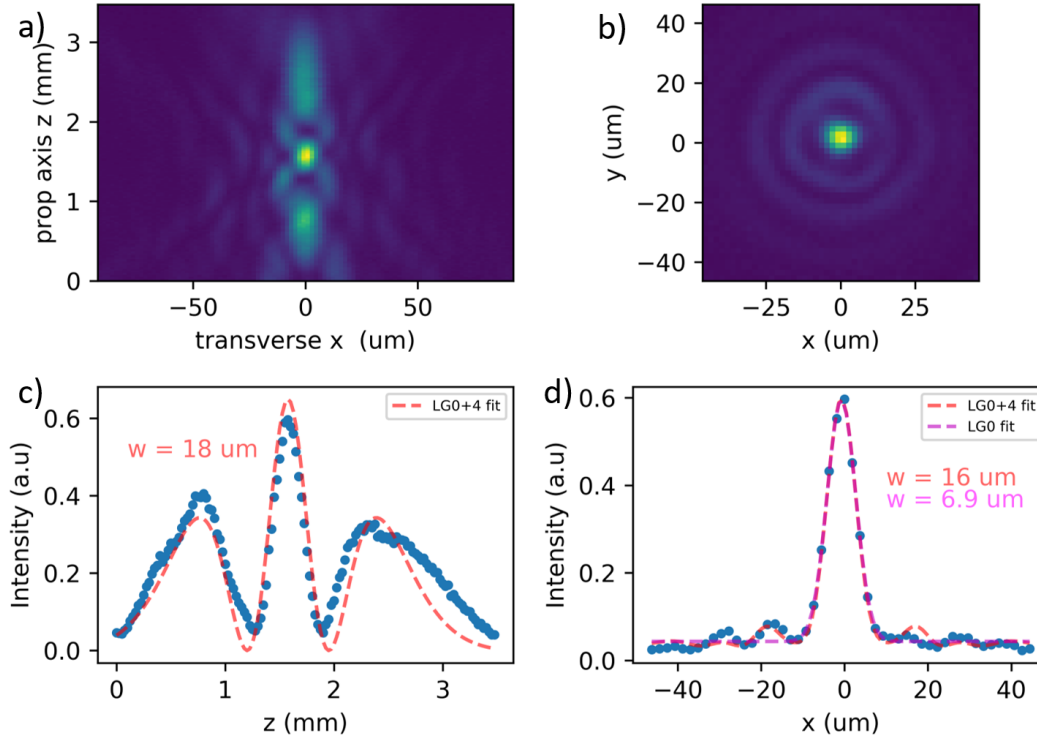 a)
prop axis z (mm)
3
2
1
0
−50
0
50
transverse x (um)
b)
y (um)
40
20
0
−20
−40
−25
0
25
x (um)
c)
Intensity (a.u)
0.6
0.4
0.2
0.0
LG0+4 fit
w = 18 um
0
1
2
3
z (mm)
d)
Intensity (a.u)
0.6
0.4
0.2
0.0
LG0+4 fit
LG0 fit
w = 16 um
w = 6.9 um
−40
−20
0
20
40
x (um)